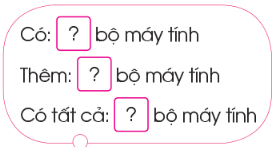 Có: ? bộ máy tính
Thêm: ? bộ máy tính
Có tất cả: ? bộ máy tính